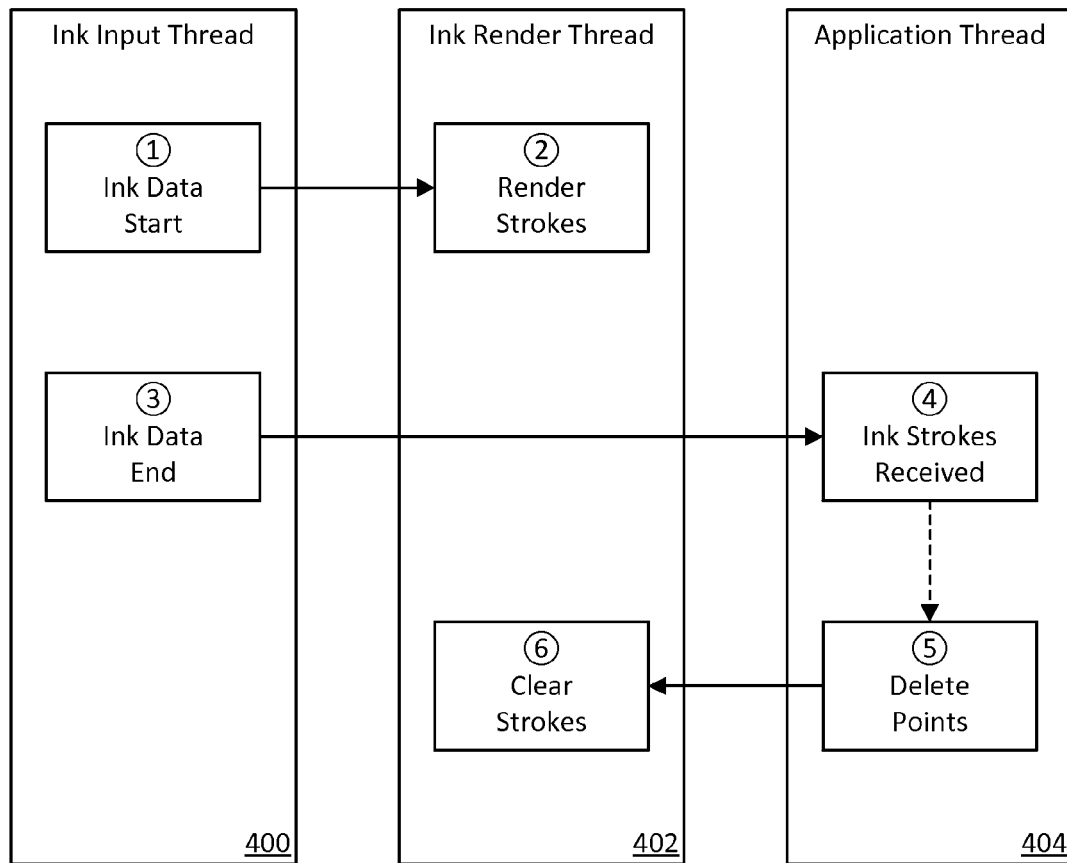 Ink Input Thread
Ink Render Thread
Application Thread
①
Ink Data
Start
②
Render
Strokes
③
Ink Data
End
④
Ink Strokes
Received
⑤
Delete
Points
⑥
Clear
Strokes
400
402
404